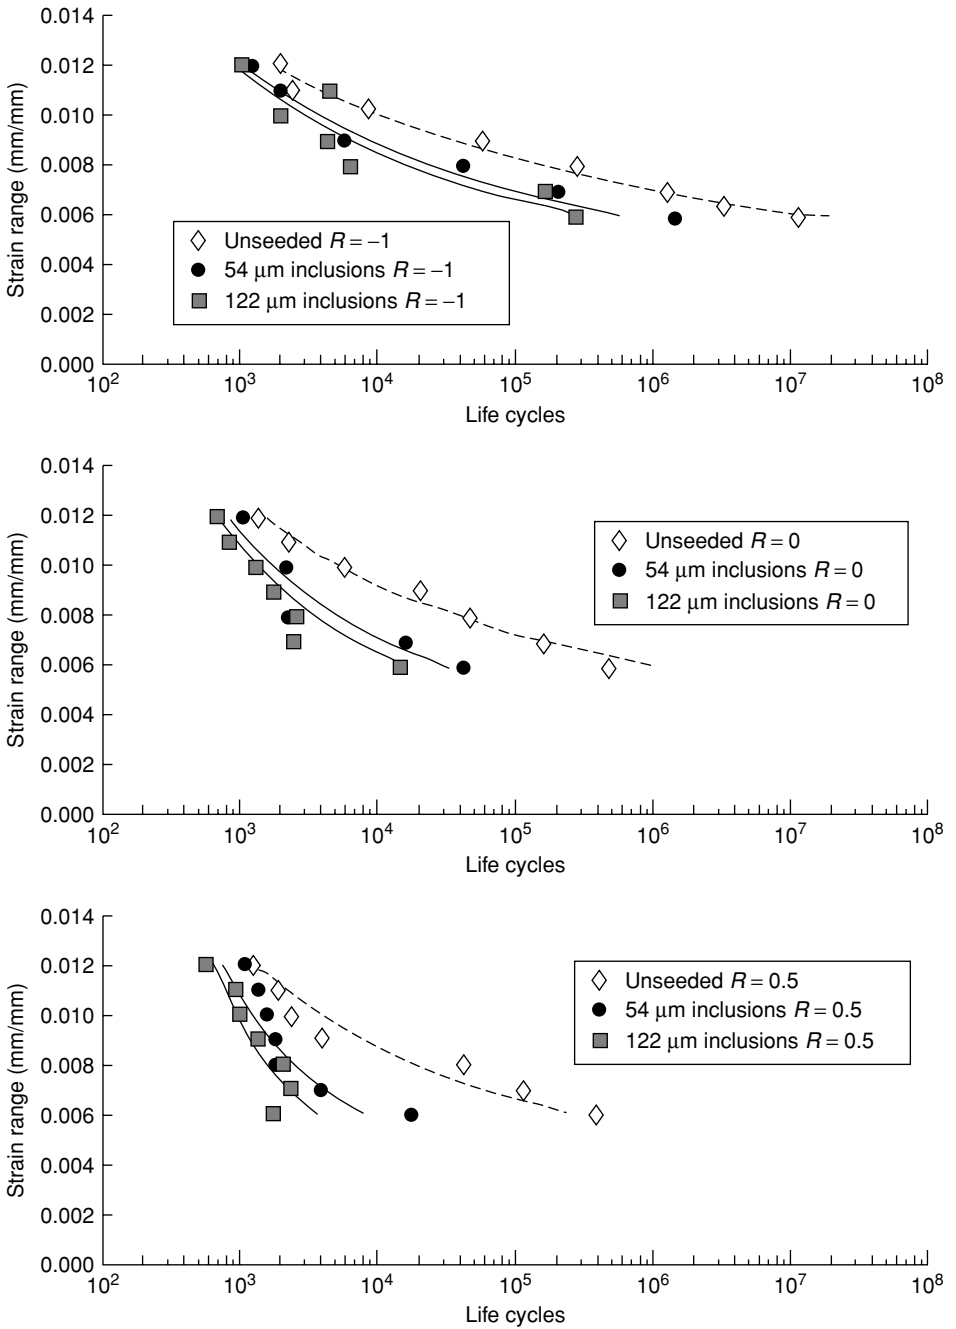 0.014
0.012
0.010
0.008
0.006
0.004
0.002
0.000
Strain range (mm/mm)
Unseeded R = −1
54 μm inclusions R = −1
122 μm inclusions R = −1
10² 10³ 10⁴ 10⁵ 10⁶ 10⁷ 10⁸
Life cycles
0.014
0.012
0.010
0.008
0.006
0.004
0.002
0.000
Strain range (mm/mm)
Unseeded R = 0
54 μm inclusions R = 0
122 μm inclusions R = 0
10² 10³ 10⁴ 10⁵ 10⁶ 10⁷ 10⁸
Life cycles
0.014
0.012
0.010
0.008
0.006
0.004
0.002
0.000
Strain range (mm/mm)
Unseeded R = 0.5
54 μm inclusions R = 0.5
122 μm inclusions R = 0.5
10² 10³ 10⁴ 10⁵ 10⁶ 10⁷ 10⁸
Life cycles